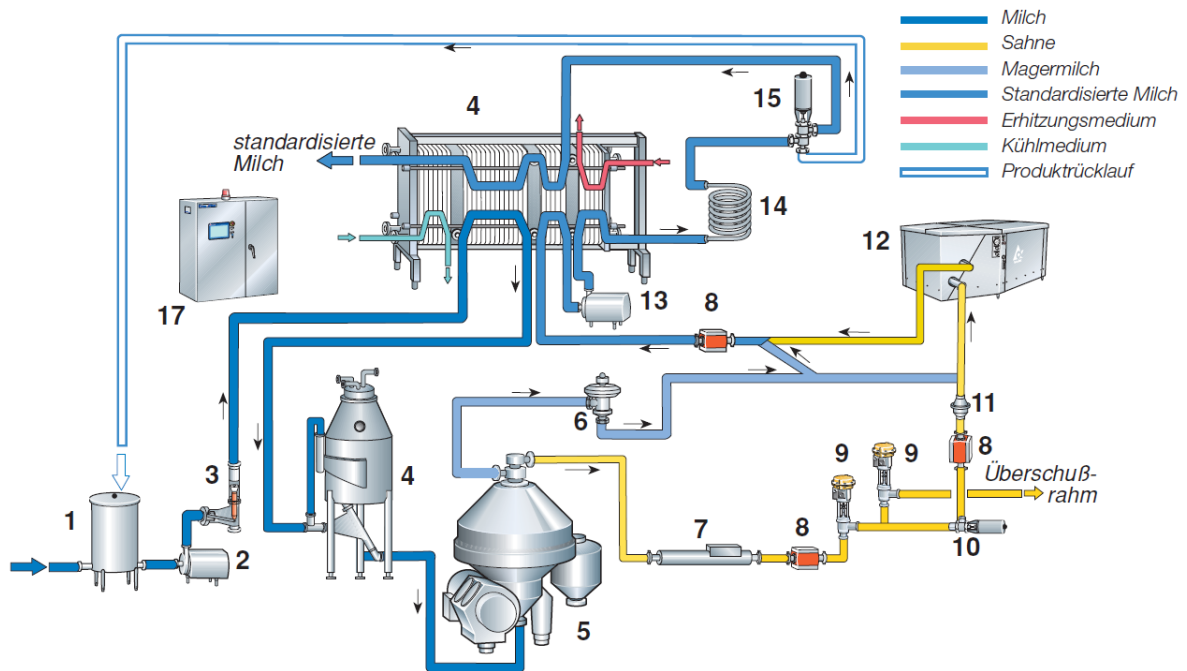 Milch
Sahne
Magermilch
Standardisierte Milch
Erhitzungsmedium
Kühlmedium
Produktrücklauf
15
4
standardisierte
Milch
14
12
17
13
8
6
11
3
4
9
9
8
Überschuß-
rahm
1
2
7
8
10
5